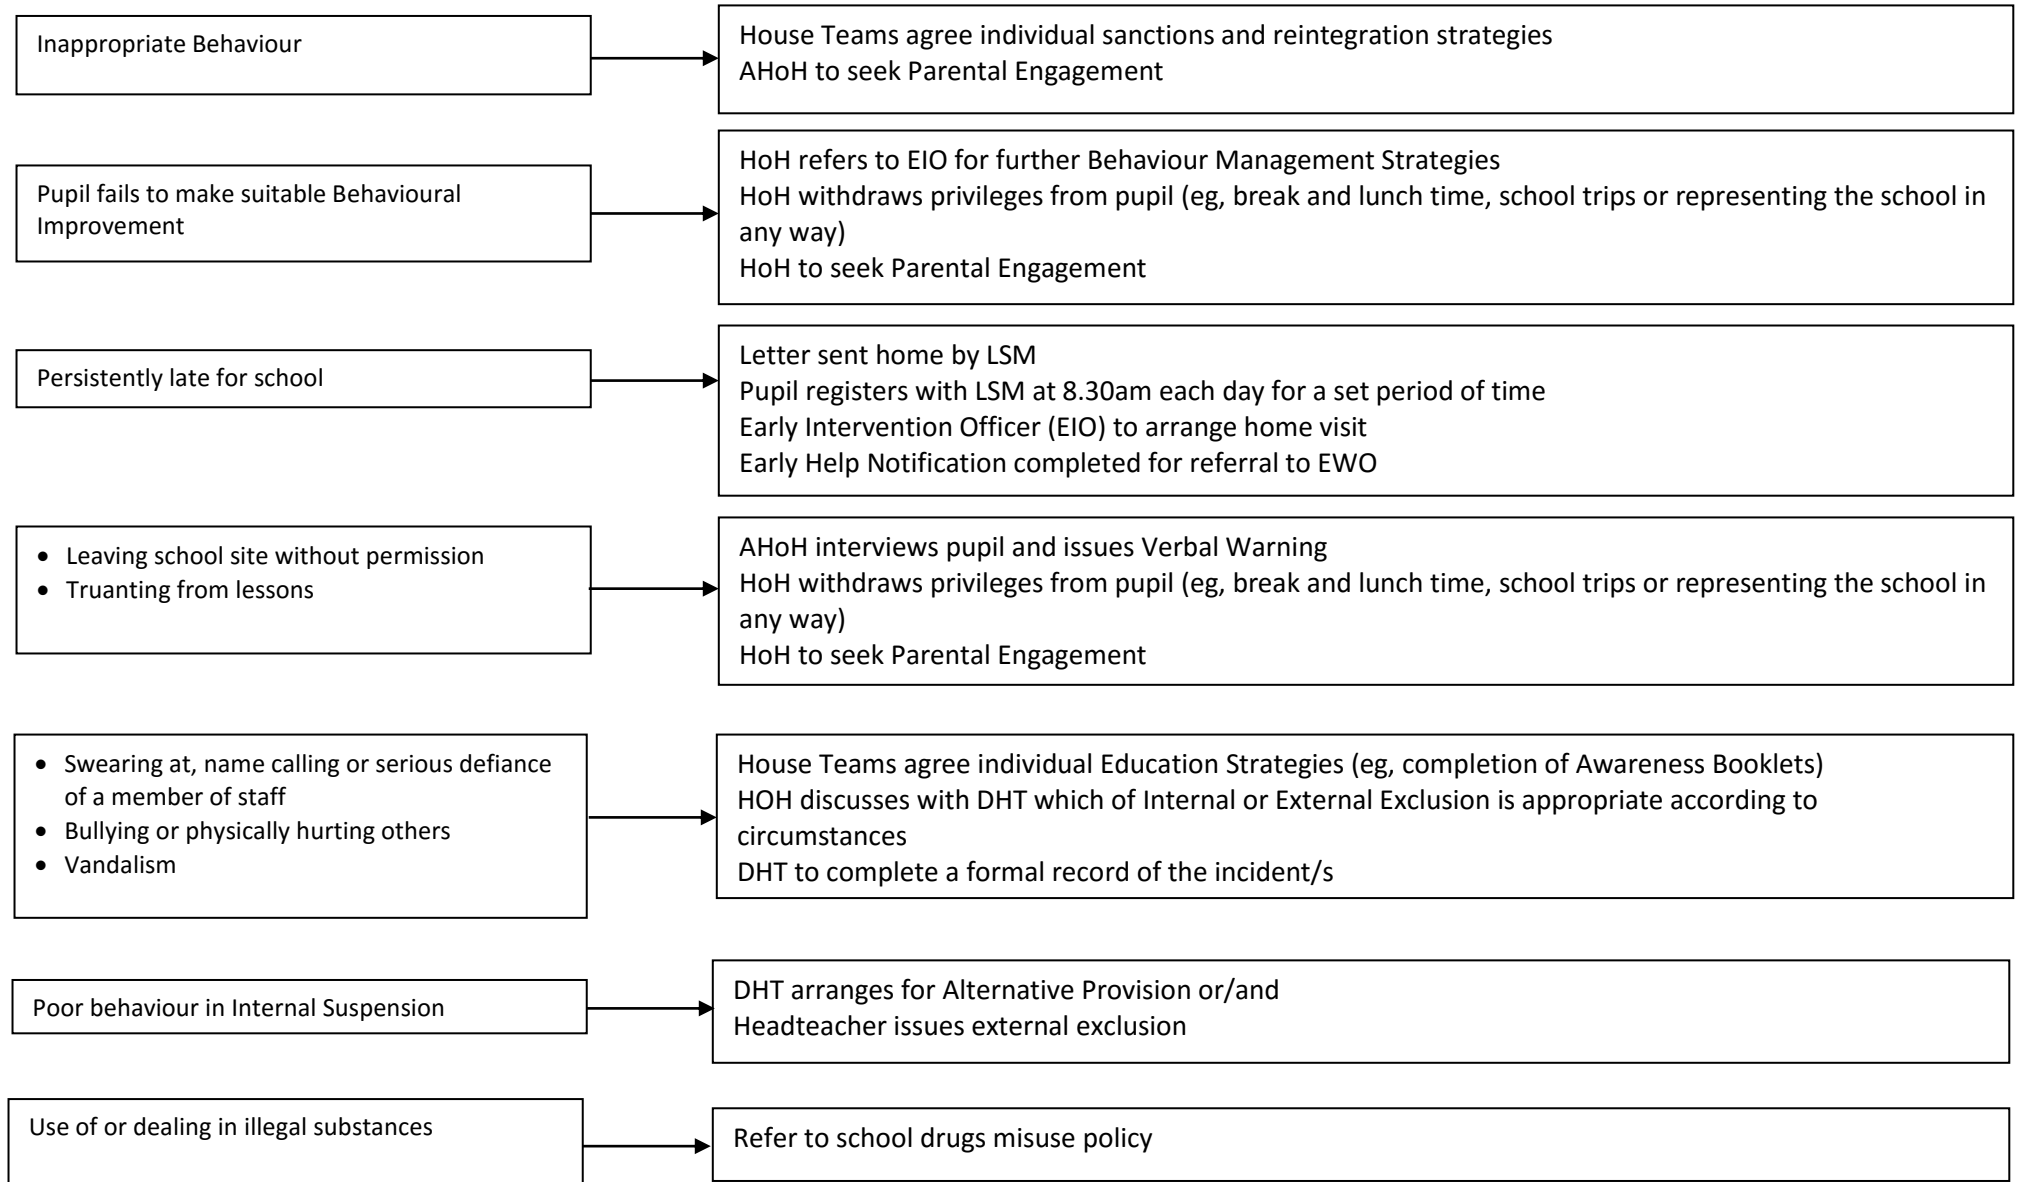 Inappropriate Behaviour
House Teams agree individual sanctions and reintegration strategies
AHoH to seek Parental Engagement
Pupil fails to make suitable Behavioural
Improvement
HoH refers to EIO for further Behaviour Management Strategies
HoH withdraws privileges from pupil (eg, break and lunch time, school trips or representing the school in
any way)
HoH to seek Parental Engagement
Persistently late for school
Letter sent home by LSM
Pupil registers with LSM at 8.30am each day for a set period of time
Early Intervention Officer (EIO) to arrange home visit
Early Help Notification completed for referral to EWO
• Leaving school site without permission
• Truanting from lessons
AHoH interviews pupil and issues Verbal Warning
HoH withdraws privileges from pupil (eg, break and lunch time, school trips or representing the school in
any way)
HoH to seek Parental Engagement
• Swearing at, name calling or serious defiance
of a member of staff
• Bullying or physically hurting others
• Vandalism
House Teams agree individual Education Strategies (eg, completion of Awareness Booklets)
HOH discusses with DHT which of Internal or External Exclusion is appropriate according to
circumstances
DHT to complete a formal record of the incident/s
Poor behaviour in Internal Suspension
DHT arranges for Alternative Provision or/and
Headteacher issues external exclusion
Use of or dealing in illegal substances
Refer to school drugs misuse policy